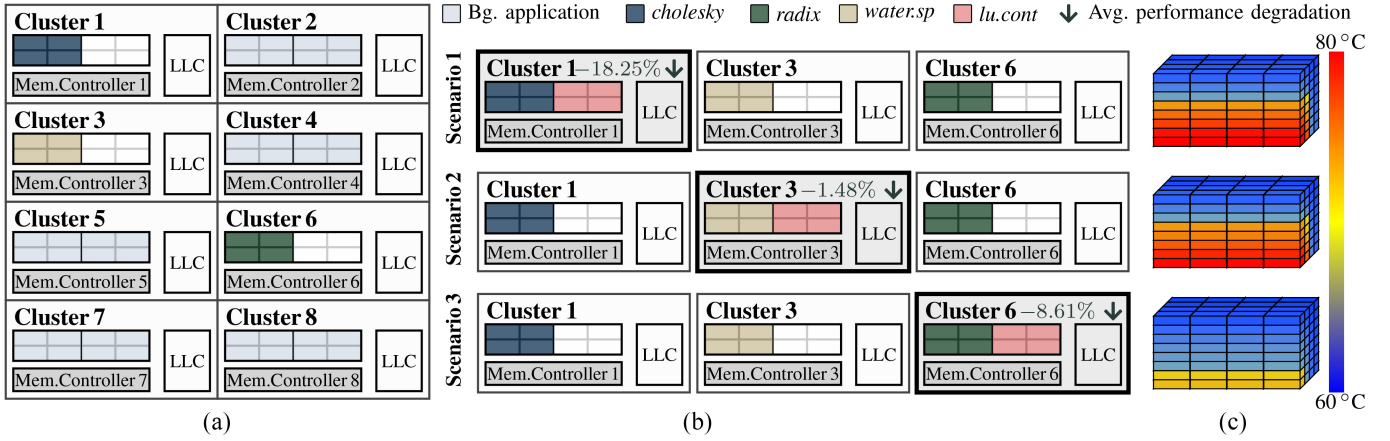 Bg. application cholesky radix water.sp lu.cont Avg. performance degradation
Cluster 1
LLC
Mem.Controller 1
Cluster 2
LLC
Mem.Controller 2
Cluster 3
LLC
Mem.Controller 3
Cluster 4
LLC
Mem.Controller 4
Cluster 5
LLC
Mem.Controller 5
Cluster 6
LLC
Mem.Controller 6
Cluster 7
LLC
Mem.Controller 7
Cluster 8
LLC
Mem.Controller 8
(a)
Scenario 1
Cluster 1 −18.25%
LLC
Mem.Controller 1
Cluster 3
LLC
Mem.Controller 3
Cluster 6
LLC
Mem.Controller 6
Scenario 2
Cluster 1
LLC
Mem.Controller 1
Cluster 3 −1.48%
LLC
Mem.Controller 3
Cluster 6
LLC
Mem.Controller 6
Scenario 3
Cluster 1
LLC
Mem.Controller 1
Cluster 3
LLC
Mem.Controller 3
Cluster 6 −8.61%
LLC
Mem.Controller 6
(b)
80 °C
60 °C
(c)